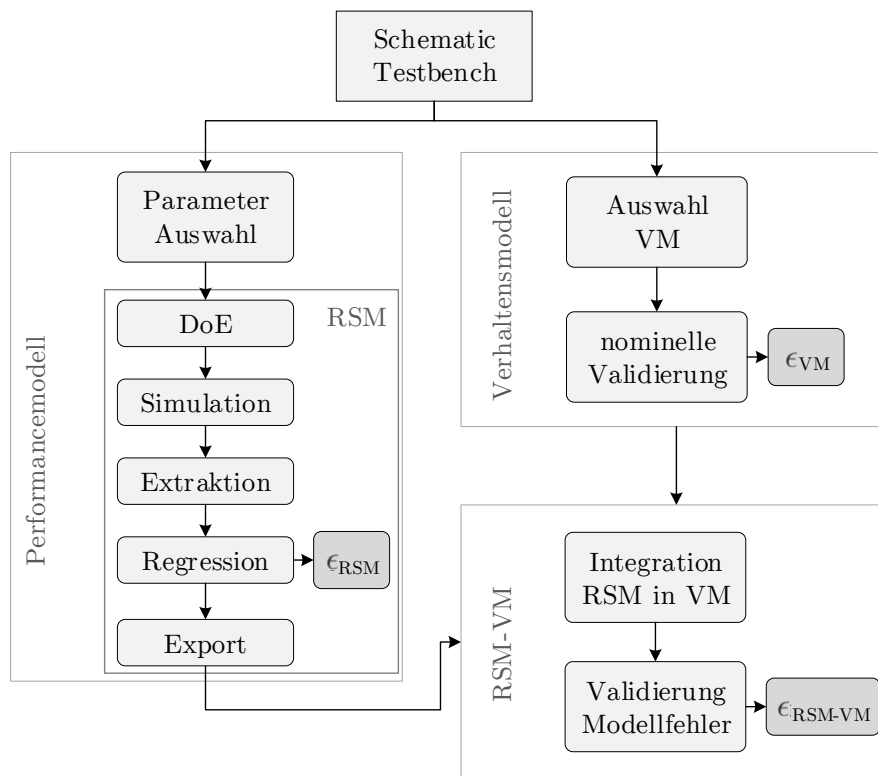 Schematic
Testbench
Performancemodell
Parameter
Auswahl
RSM
DoE
Simulation
Extraktion
Regression
ϵRSM
Export
Verhaltensmodell
Auswahl
VM
nominelle
Validierung
ϵVM
RSM-VM
Integration
RSM in VM
Validierung
Modellfehler
ϵRSM-VM